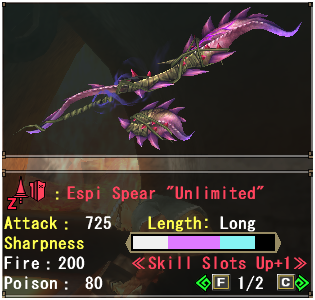 Z : Espi Spear "Unlimited"
Attack : 725 Length: Long
Sharpness
Fire : 200 ≪Skill Slots Up+1≫
Poison : 80 F 1/2 C